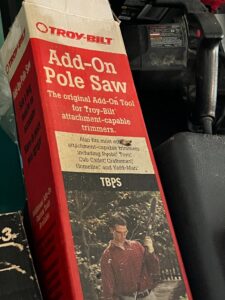 TROY-BILT
Add-On
Pole Saw
The original Add-On Tool
for Troy-Bilt
attachment-capable
trimmers.
Also fits most other
attachment-capable trimmers
including Ryobi, Toro,
Cub Cadet, Craftsman,
Homelite, and Yard-Man
TBPS